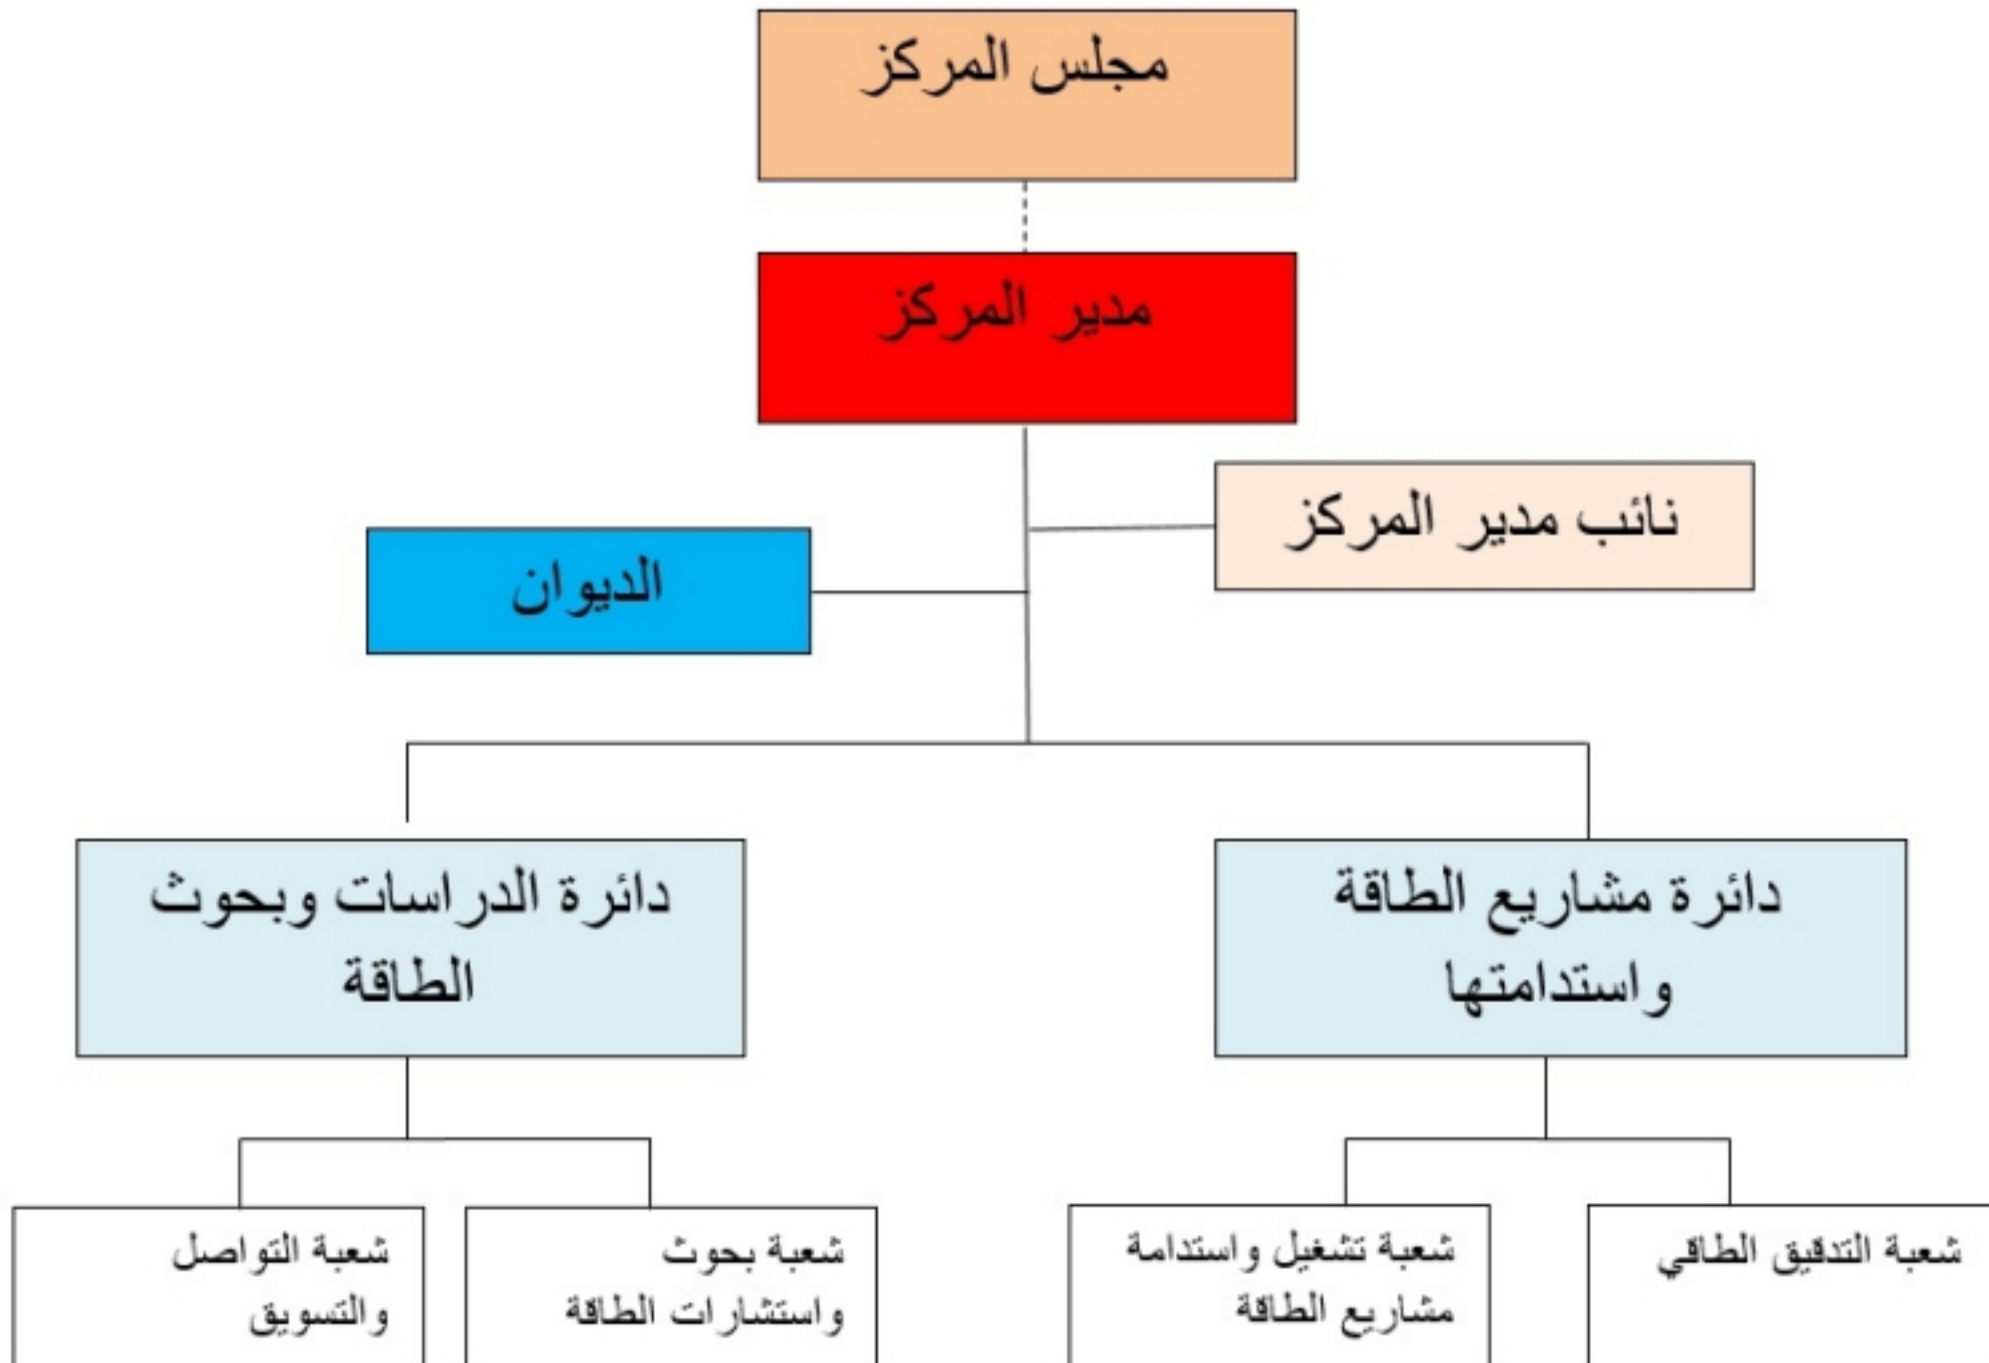 مجلس المركز
مدير المركز
نائب مدير المركز
الديوان
دائرة مشاريع الطاقة
واستدامتها
دائرة الدراسات وبحوث
الطاقة
شعبة التدقيق الطاقي
شعبة تشغيل واستدامة
مشاريع الطاقة
شعبة بحوث
واستشارات الطاقة
شعبة التواصل
والتسويق